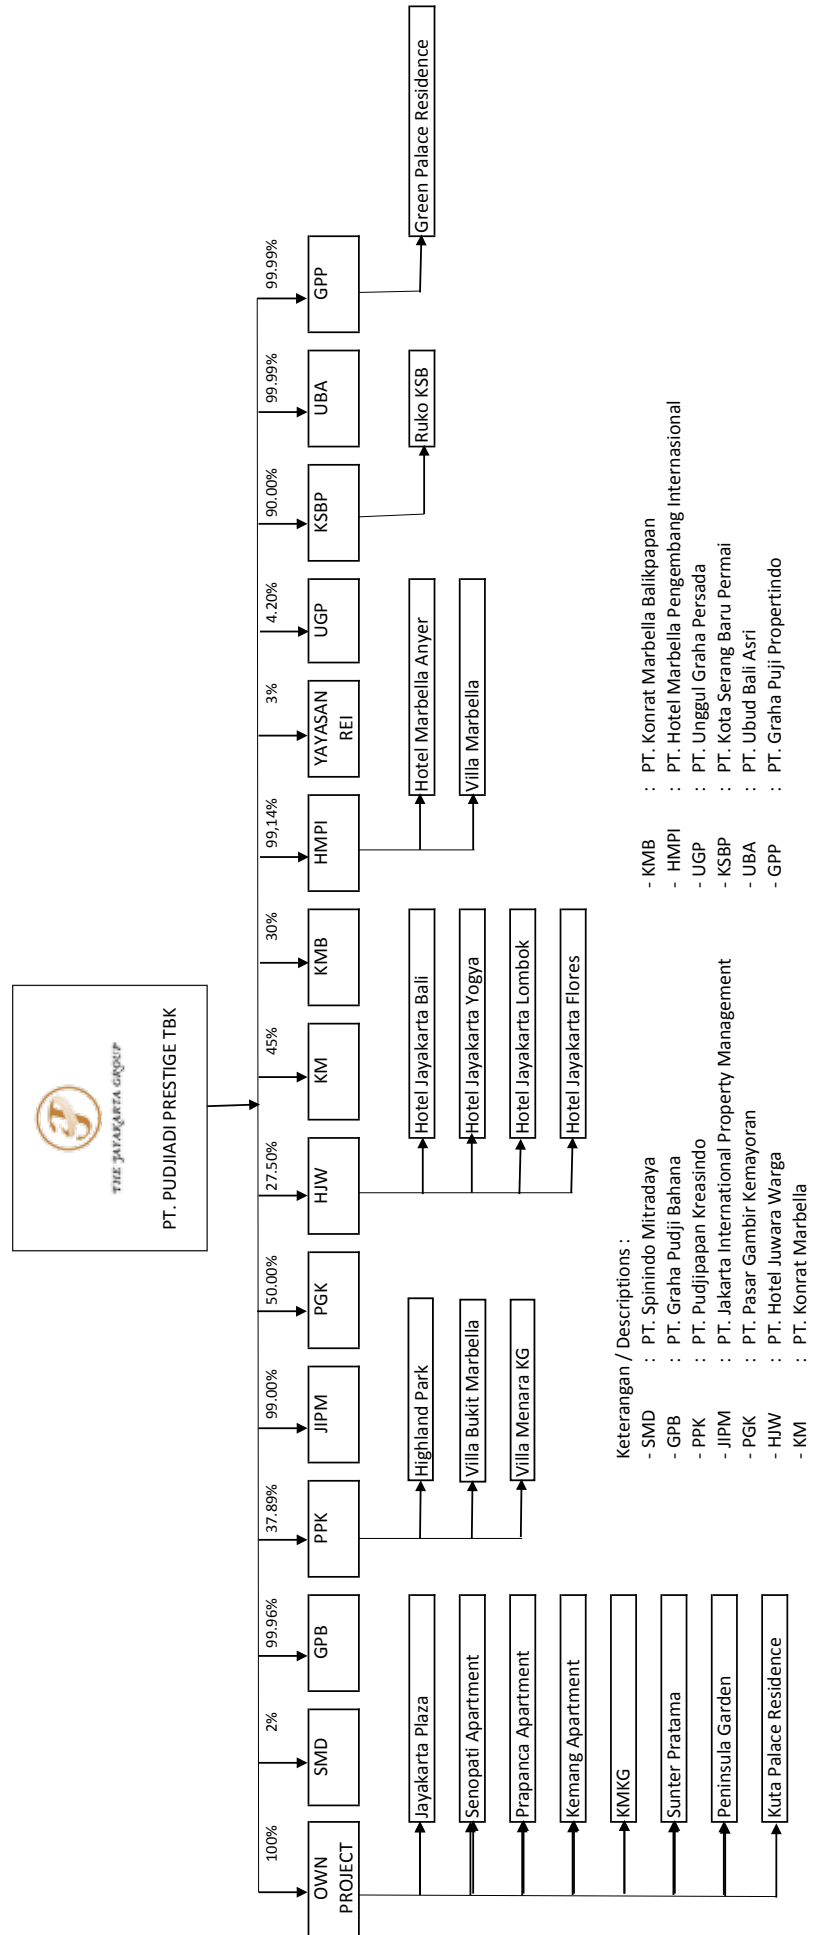 THE JAYAKARTA GROUP
PT. PUDJIADI PRESTIGE TBK
100%
2%
99.96%
37.89%
99.00%
50.00%
27.50%
45%
30%
99,14%
3%
4.20%
90.00%
99.99%
99.99%
OWN
PROJECT
SMD
GPB
PPK
JIPM
PGK
HJW
KM
KMB
HMPI
YAYASAN
REI
UGP
KSBP
UBA
GPP
Jayakarta Plaza
Senopati Apartment
Prapanca Apartment
Kemang Apartment
KMKG
Sunter Pratama
Peninsula Garden
Kuta Palace Residence
Highland Park
Villa Bukit Marbella
Villa Menara KG
Hotel Jayakarta Bali
Hotel Jayakarta Yogya
Hotel Jayakarta Lombok
Hotel Jayakarta Flores
Hotel Marbella Anyer
Villa Marbella
Ruko KSB
Green Palace Residence
Keterangan / Descriptions :
- SMD : PT. Spinindo Mitradaya
- GPB : PT. Graha Pudji Bahana
- PPK : PT. Pudjipapan Kreasindo
- JIPM : PT. Jakarta International Property Management
- PGK : PT. Pasar Gambir Kemayoran
- HJW : PT. Hotel Juwara Warga
- KM : PT. Konrat Marbella
- KMB : PT. Konrat Marbella Balikpapan
- HMPI : PT. Hotel Marbella Pengembang Internasional
- UGP : PT. Unggul Graha Persada
- KSBP : PT. Kota Serang Baru Permai
- UBA : PT. Ubud Bali Asri
- GPP : PT. Graha Puji Propertindo